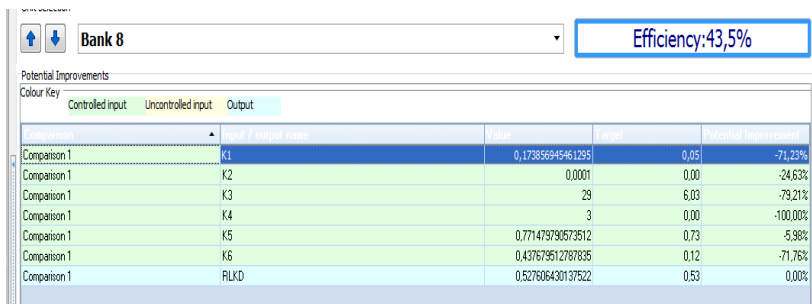 Unit Selection
Bank 8
Efficiency:43,5%
Potential Improvements
Colour Key
Controlled input Uncontrolled input Output
Comparison Input / output name Value Target Potential Improvement
Comparison 1 K1 0,173856945461295 0,05 -71,23%
Comparison 1 K2 0,0001 0,00 -24,63%
Comparison 1 K3 29 6,03 -79,21%
Comparison 1 K4 3 0,00 -100,00%
Comparison 1 K5 0,771479790573512 0,73 -5,98%
Comparison 1 K6 0,437679512787835 0,12 -71,76%
Comparison 1 RLKD 0,527606430137522 0,53 0,00%